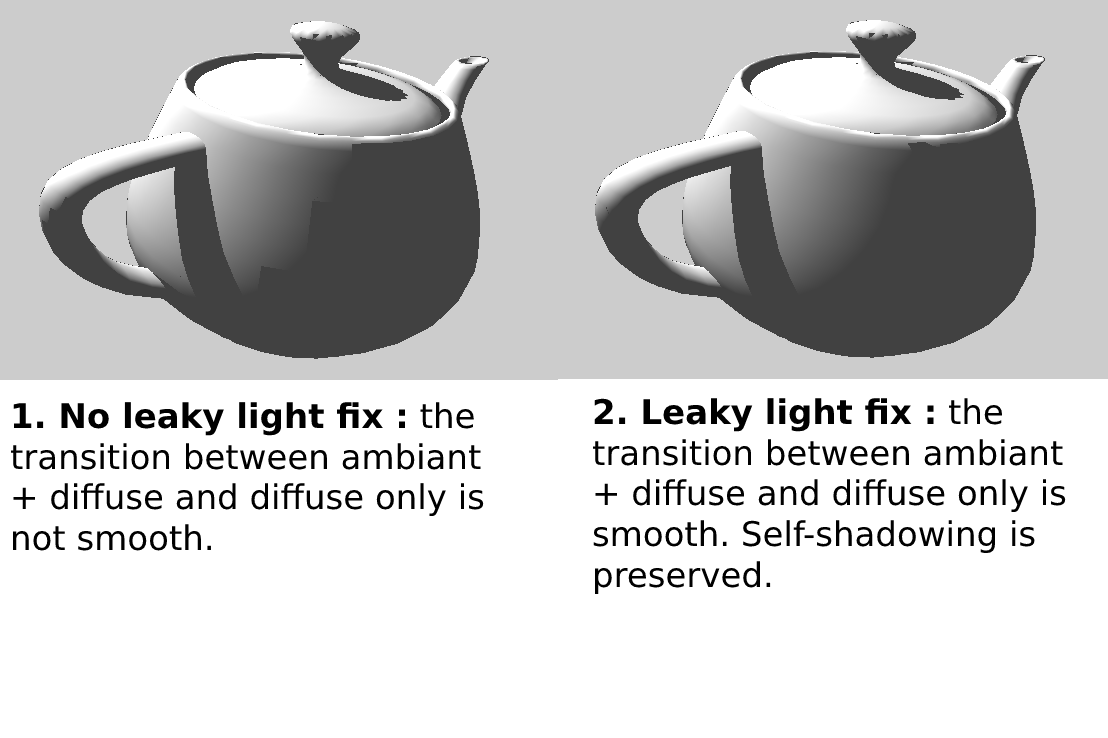 1. No leaky light fix : the
transition between ambiant
+ diffuse and diffuse only is
not smooth.
2. Leaky light fix : the
transition between ambiant
+ diffuse and diffuse only is
smooth. Self-shadowing is
preserved.